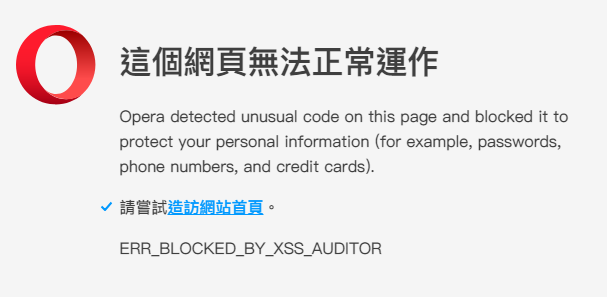 這個網頁無法正常運作
Opera detected unusual code on this page and blocked it to
protect your personal information (for example, passwords,
phone numbers, and credit cards).
請嘗試造訪網站首頁。
ERR_BLOCKED_BY_XSS_AUDITOR